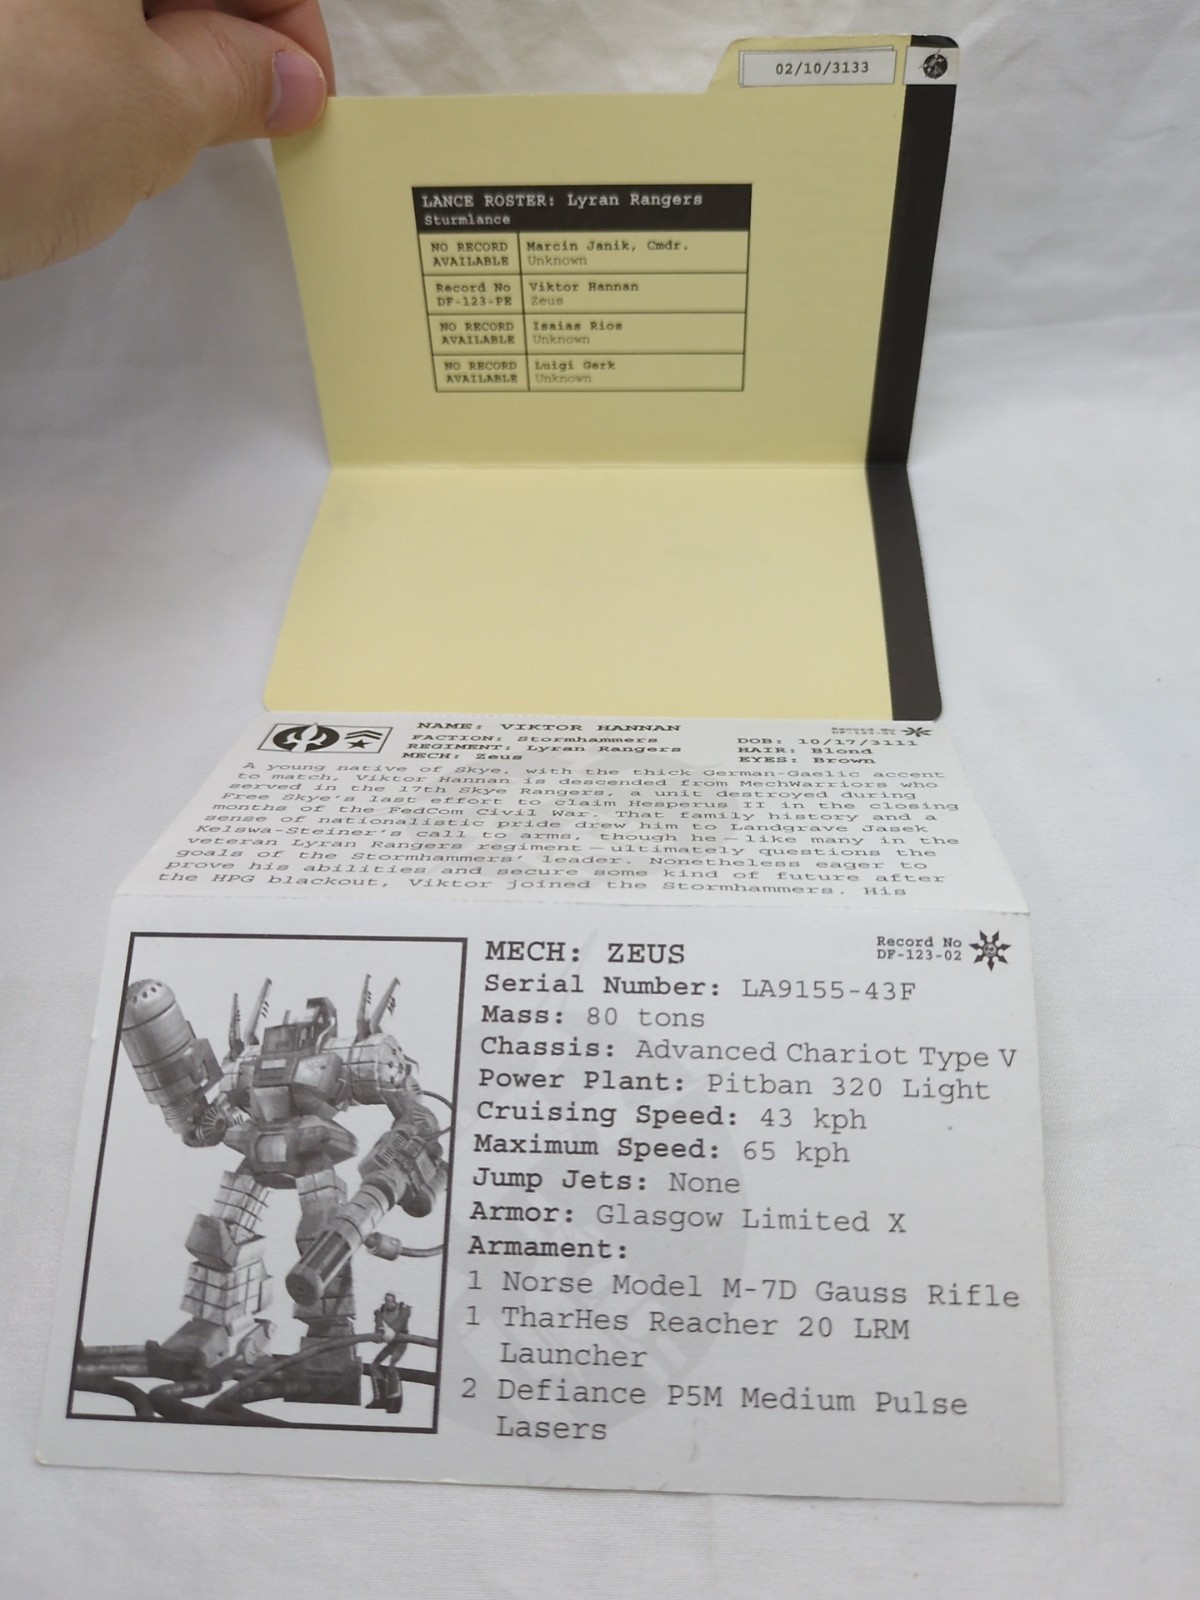 02/10/3133
LANCE ROSTER: Lyran Rangers
Sturmlance
NO RECORD AVAILABLE
Marcin Janik, Cmdr.
Unknown
Record No DF-123-PE
Viktor Hannan
Zeus
NO RECORD AVAILABLE
Isaias Rios
Unknown
NO RECORD AVAILABLE
Luigi Gerk
Unknown
NAME: VIKTOR HANNAN
FACTION: Stormhammers
REGIMENT: Lyran Rangers
MECH: Zeus
Record No
DOB: 10/17/3111
HAIR: Blond
EYES: Brown
A young native of Skye, with the thick German-Gaelic accent
to match, Viktor Hannan is descended from MechWarriors who
served in the 17th Skye Rangers, a unit destroyed during
Free Skye's last effort to claim Hesperus II in the closing
months of the FedCom Civil War. That family history and a
sense of nationalistic pride drew him to Landgrave Jasek
Kelswa-Steiner's call to arms, though he—like many in the
veteran Lyran Rangers regiment—ultimately questions the
goals of the Stormhammers' leader. Nonetheless eager to
prove his abilities and secure some kind of future after
the HPG blackout, Viktor joined the Stormhammers. His
MECH: ZEUS
Record No
DF-123-02
Serial Number: LA9155-43F
Mass: 80 tons
Chassis: Advanced Chariot Type V
Power Plant: Pitban 320 Light
Cruising Speed: 43 kph
Maximum Speed: 65 kph
Jump Jets: None
Armor: Glasgow Limited X
Armament:
1 Norse Model M-7D Gauss Rifle
1 TharHes Reacher 20 LRM
Launcher
2 Defiance P5M Medium Pulse
Lasers